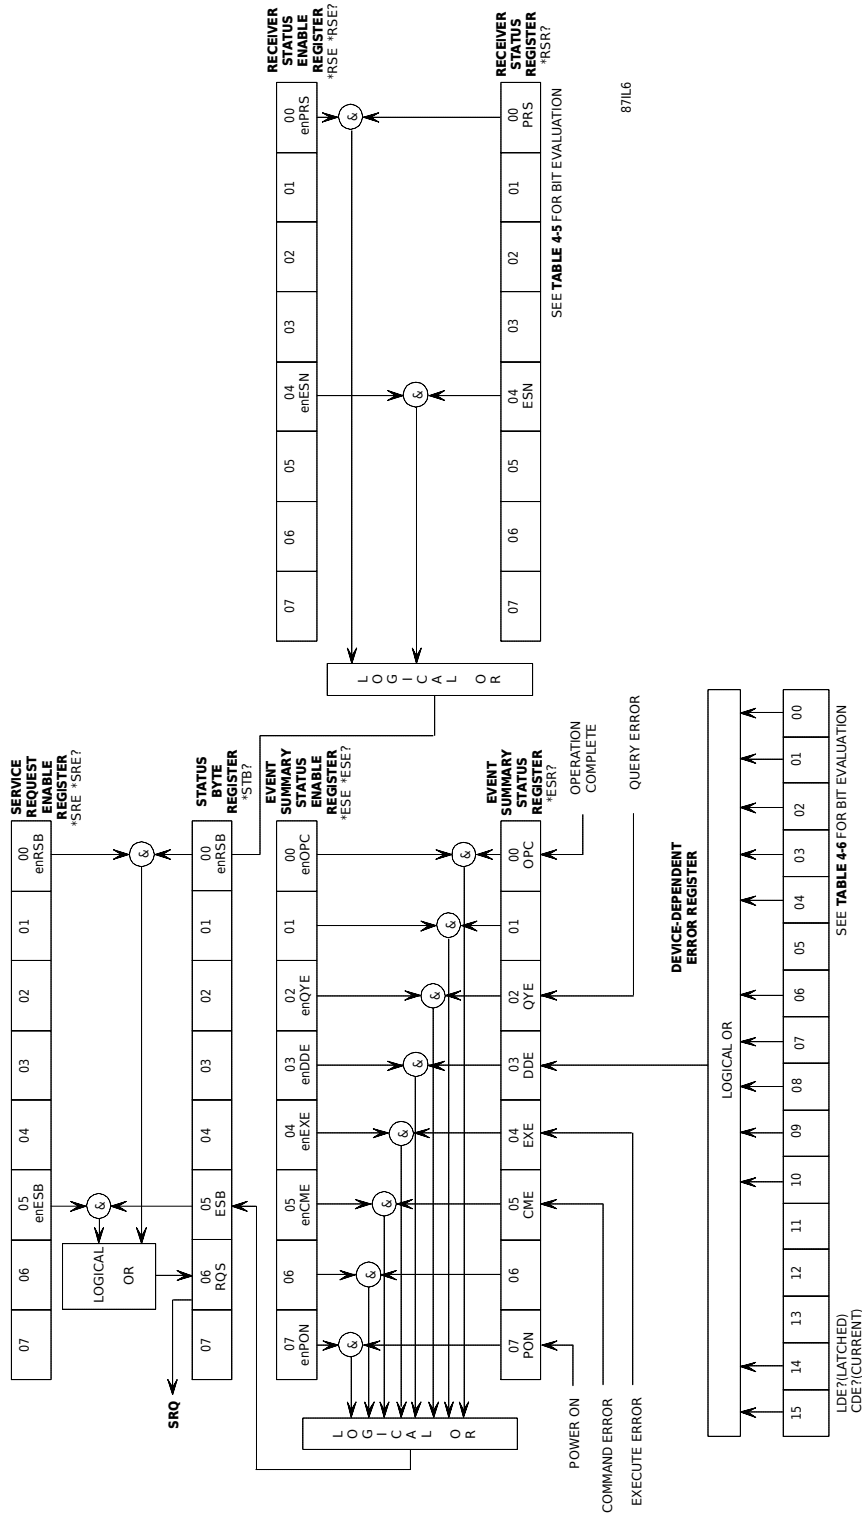 SERVICE
REQUEST
ENABLE
REGISTER
*SRE *SRE?
07
06
05
enESB
04
03
02
01
00
enRSB
&
&
LOGICAL
OR
SRQ
STATUS
BYTE
REGISTER
*STB?
07
06
RQS
05
ESB
04
03
02
01
00
enRSB
EVENT
SUMMARY
STATUS
ENABLE
REGISTER
*ESE *ESE?
07
enPON
06
05
enCME
04
enEXE
03
enDDE
02
enQYE
01
00
enOPC
&
&
&
&
&
&
&
&
LOGICAL OR
EVENT
SUMMARY
STATUS
REGISTER
*ESR?
07
PON
06
05
CME
04
EXE
03
DDE
02
QYE
01
00
OPC
POWER ON
COMMAND ERROR
EXECUTE ERROR
OPERATION
COMPLETE
QUERY ERROR
DEVICE-DEPENDENT
ERROR REGISTER
LOGICAL OR
15
14
13
12
11
10
09
08
07
06
05
04
03
02
01
00
LDE?(LATCHED)
CDE?(CURRENT)
SEE TABLE 4-6 FOR BIT EVALUATION
RECEIVER
STATUS
ENABLE
REGISTER
*RSE *RSE?
07
06
05
04
enESN
03
02
01
00
enPRS
&
&
LOGICAL OR
RECEIVER
STATUS
REGISTER
*RSR?
07
06
05
04
ESN
03
02
01
00
PRS
SEE TABLE 4-5 FOR BIT EVALUATION
87IL6